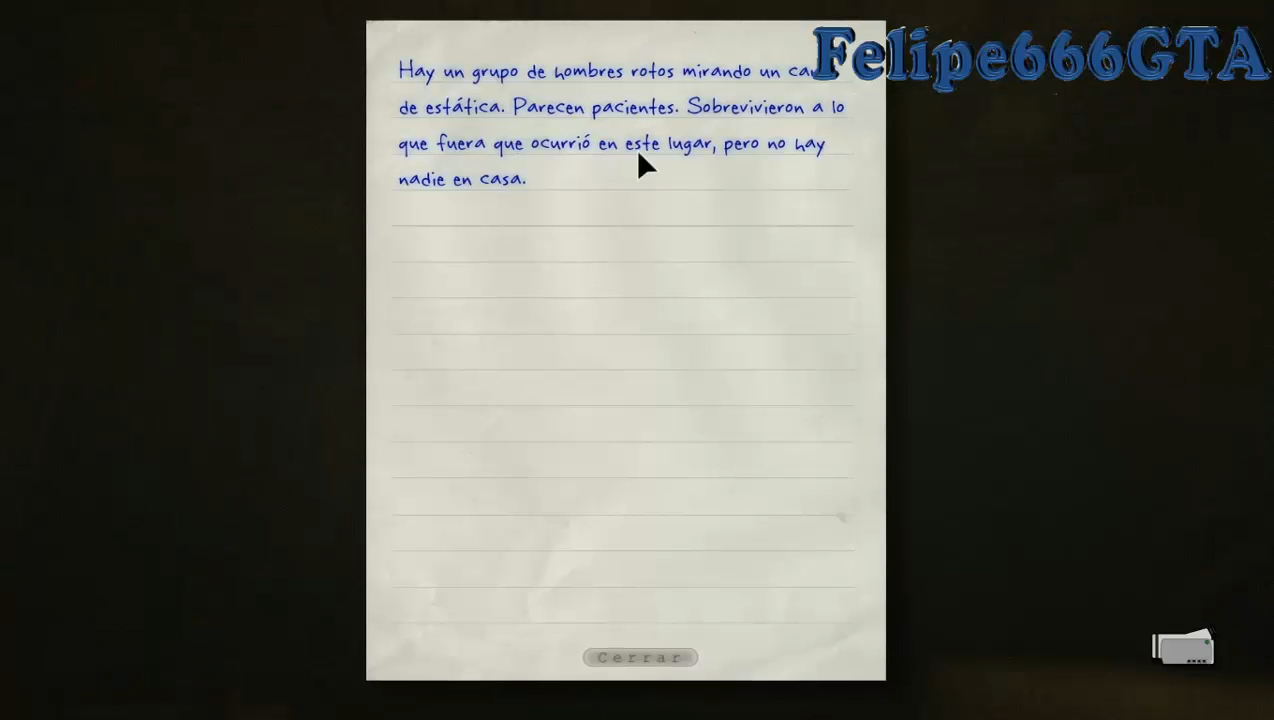 Hay un grupo de hombres rotos mirando un
de estática. Parecen pacientes. Sobrevivieron a lo
que fuera que ocurrió en este lugar, pero no hay
nadie en casa.
Felipe666GTA
Cerrar